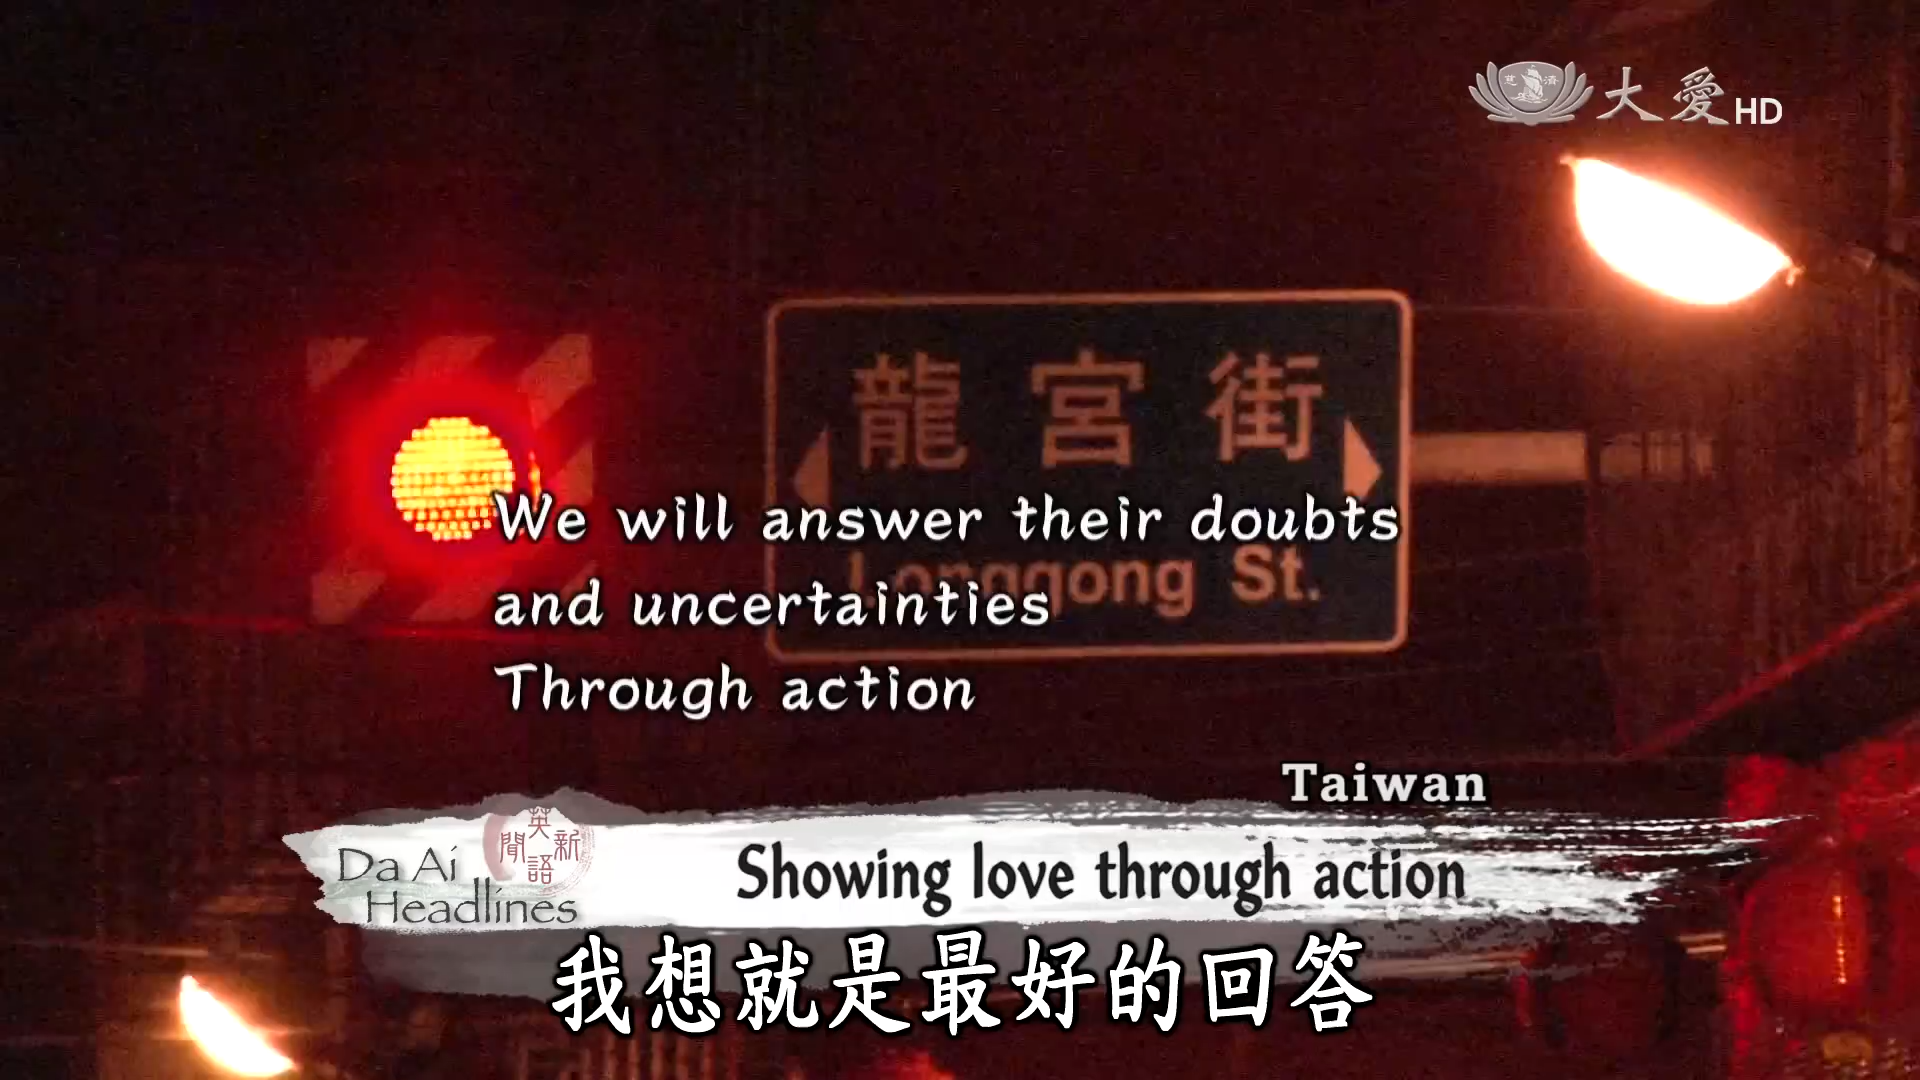 慈濟
大愛HD
龍宮街
We will answer their doubts
Longgong St.
and uncertainties
Through action
Taiwan
英語新聞
Da Ai
Headlines
Showing love through action
我想就是最好的回答